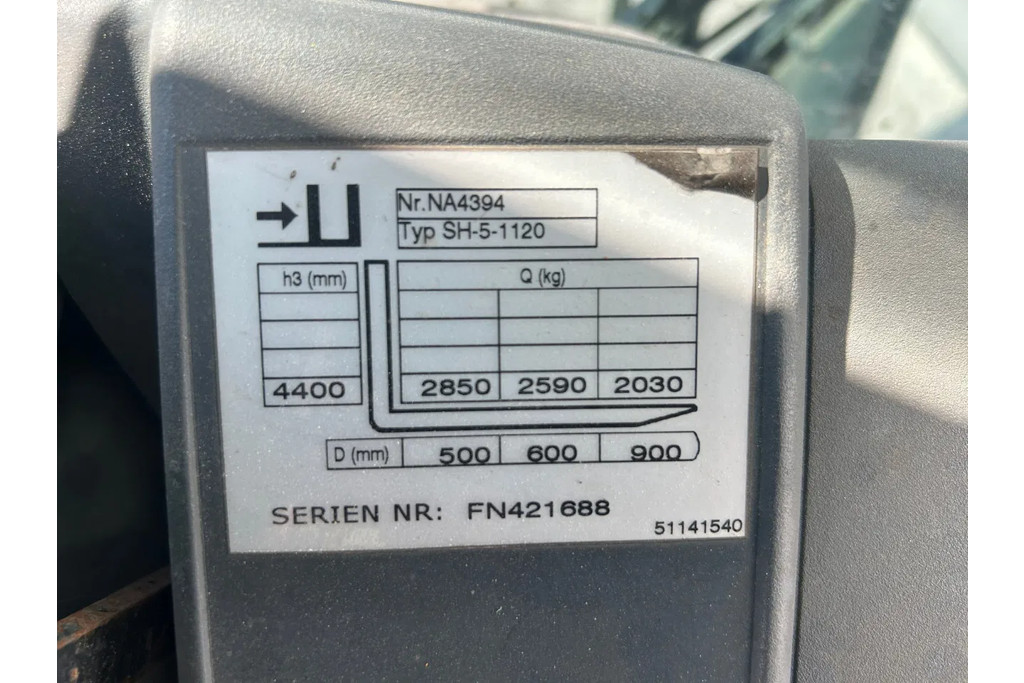 Nr.NA4394
Typ SH-5-1120
h3 (mm) Q (kg)
4400 2850 2590 2030
D (mm) 500 600 900
SERIEN NR: FN421688
51141540